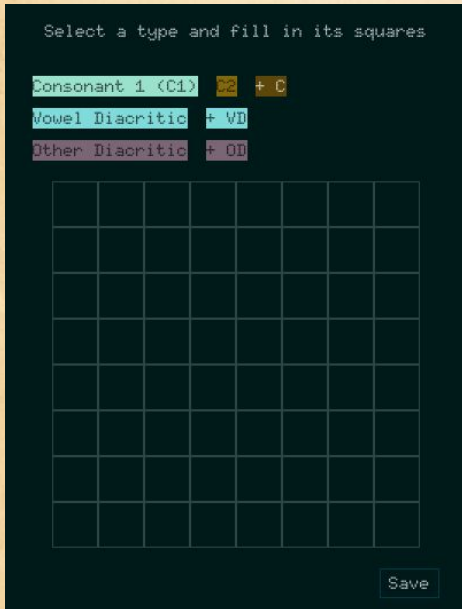 Select a type and fill in its squares
Consonant 1 (C1) C2 + C
Vowel Diacritic + VD
Other Diacritic + OD
Save